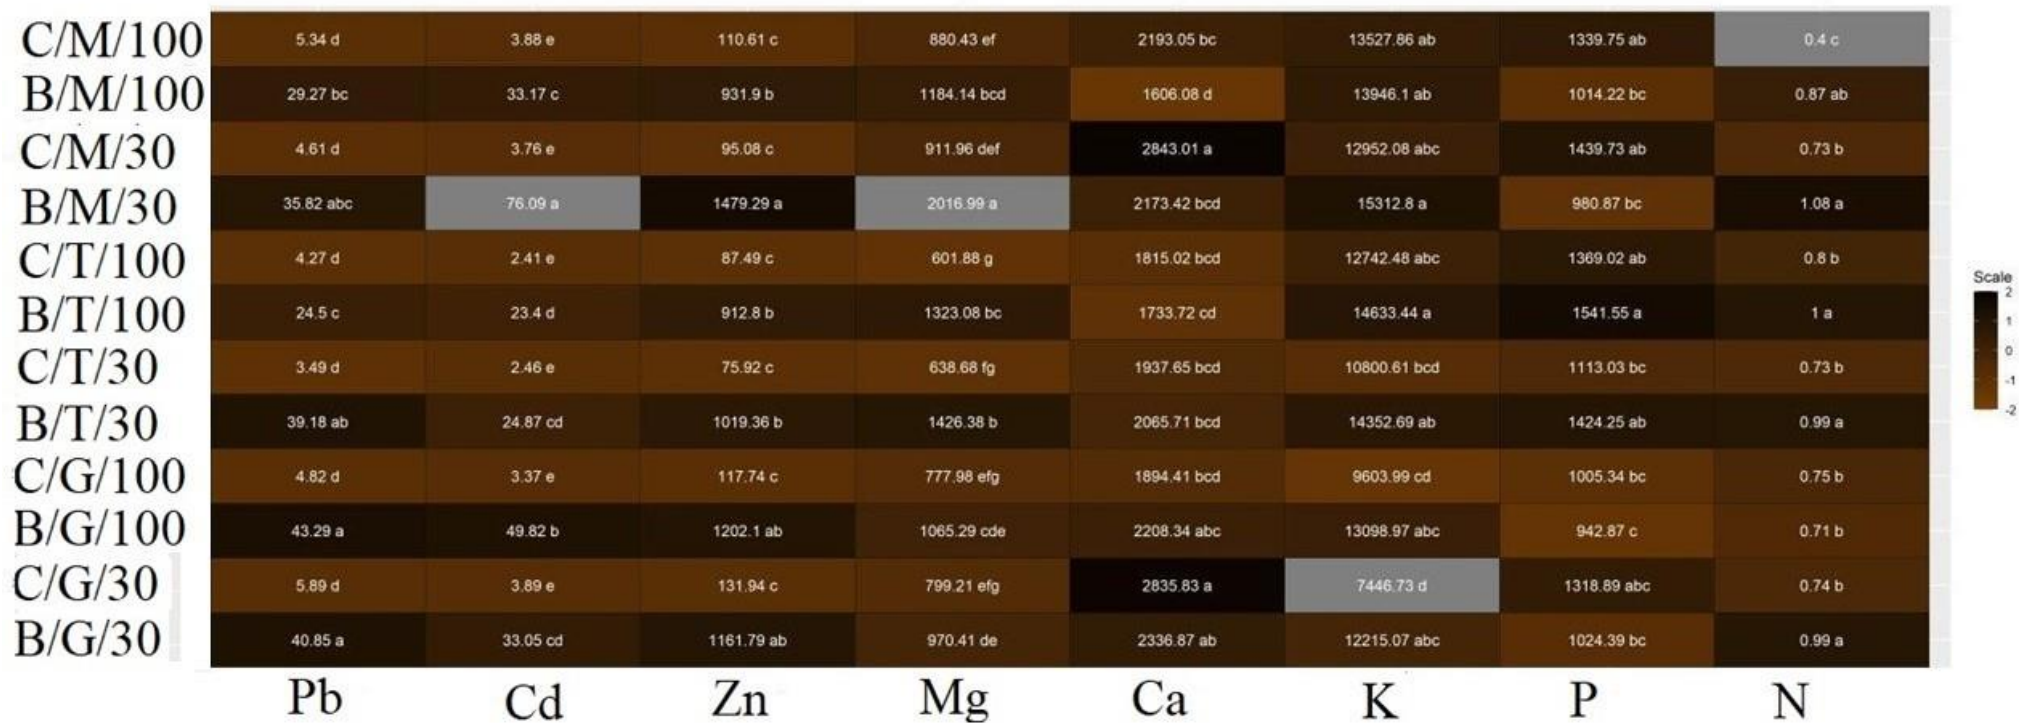 C/M/100 5.34 d 3.88 e 110.61 c 880.43 ef 2193.05 bc 13527.86 ab 1339.75 ab 0.4 c
B/M/100 29.27 bc 33.17 c 931.9 b 1184.14 bcd 1606.08 d 13946.1 ab 1014.22 bc 0.87 ab
C/M/30 4.61 d 3.76 e 95.08 c 911.96 def 2843.01 a 12952.08 abc 1439.73 ab 0.73 b
B/M/30 35.82 abc 76.09 a 1479.29 a 2016.99 a 2173.42 bcd 15312.8 a 980.87 bc 1.08 a
C/T/100 4.27 d 2.41 e 87.49 c 601.88 g 1815.02 bcd 12742.48 abc 1369.02 ab 0.8 b
B/T/100 24.5 c 23.4 d 912.8 b 1323.08 bc 1733.72 cd 14633.44 a 1541.55 a 1 a
C/T/30 3.49 d 2.46 e 75.92 c 638.68 fg 1937.65 bcd 10800.61 bcd 1113.03 bc 0.73 b
B/T/30 39.18 ab 24.87 cd 1019.36 b 1426.38 b 2065.71 bcd 14352.69 ab 1424.25 ab 0.99 a
C/G/100 4.82 d 3.37 e 117.74 c 777.98 efg 1894.41 bcd 9603.99 cd 1005.34 bc 0.75 b
B/G/100 43.29 a 49.82 b 1202.1 ab 1065.29 cde 2208.34 abc 13098.97 abc 942.87 c 0.71 b
C/G/30 5.89 d 3.89 e 131.94 c 799.21 efg 2835.83 a 7446.73 d 1318.89 abc 0.74 b
B/G/30 40.85 a 33.05 cd 1161.79 ab 970.41 de 2336.87 ab 12215.07 abc 1024.39 bc 0.99 a
Pb Cd Zn Mg Ca K P N
Scale
2
1
0
-1
-2